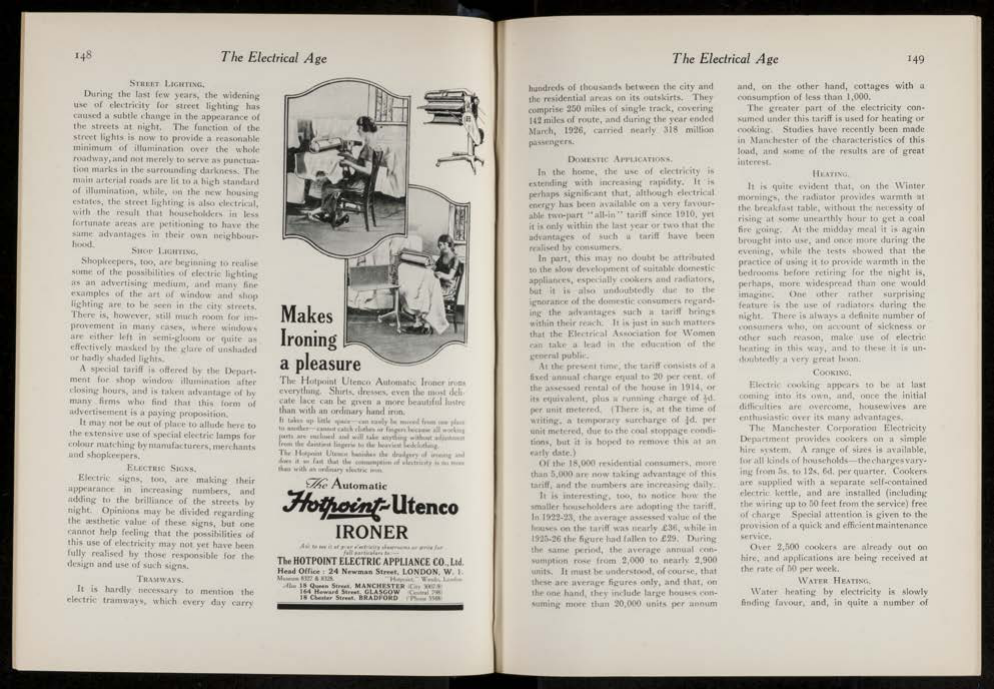 148
The Electrical Age
STREET LIGHTING.
During the last few years, the widening
use of electricity for street lighting has
caused a subtle change in the appearance of
the streets at night. The function of the
street lights is now to provide a reasonable
minimum of illumination over the whole
roadway, and not merely to serve as punctua-
tion marks in the surrounding darkness. The
main arterial roads are lit to a high standard
of illumination, while, on the new housing
estates, the street lighting is also electrical,
with the result that householders in less
fortunate areas are petitioning to have the
same advantages in their own neighbour-
hood.
SHOP LIGHTING.
Shopkeepers, too, are beginning to realise
some of the possibilities of electric lighting
as an advertising medium, and many fine
examples of the art of window and shop
lighting are to be seen in the city streets.
There is, however, still much room for im-
provement in many cases, where windows
are either left in semi-gloom or quite as
effectively masked by the glare of unshaded
or badly shaded lights.
A special tariff is offered by the Depart-
ment for shop window illumination after
closing hours, and is taken advantage of by
many firms who find that this form of
advertisement is a paying proposition.
It may not be out of place to allude here to
the extensive use of special electric lamps for
colour matching by manufacturers, merchants
and shopkeepers.
ELECTRIC SIGNS.
Electric signs, too, are making their
appearance in increasing numbers, and
adding to the brilliance of the streets by
night. Opinions may be divided regarding
the æsthetic value of these signs, but one
cannot help feeling that the possibilities of
this use of electricity may not yet have been
fully realised by those responsible for the
design and use of such signs.
TRAMWAYS.
It is hardly necessary to mention the
electric tramways, which every day carry
Makes
Ironing
a pleasure
The Hotpoint Utenco Automatic Ironer irons
everything. Shirts, dresses, even the most deli-
cate lace can be given a more beautiful lustre
than with an ordinary hand iron.
It takes up little space—can easily be moved from one place
to another—cannot catch clothes or fingers because all working
parts are enclosed and will take anything without adjustment
from the daintiest lingerie to the heaviest bedclothing.
The Hotpoint Utenco banishes the drudgery of ironing and
does it so fast that the consumption of electricity is no more
than with an ordinary electric iron.
The Automatic
Hotpoint-Utenco
IRONER
Ask to see it at your electricity showrooms or write for
full particulars to:—
The HOTPOINT ELECTRIC APPLIANCE CO., Ltd.
Head Office : 24 Newman Street, LONDON, W. 1.
Also 18 Queen Street, MANCHESTER
164 Howard Street, GLASGOW
18 Chester Street, BRADFORD
The Electrical Age
149
hundreds of thousands between the city and
the residential areas on its outskirts. They
comprise 250 miles of single track, covering
142 miles of route, and during the year ended
March, 1926, carried nearly 318 million
passengers.
DOMESTIC APPLICATIONS.
In the home, the use of electricity is
extending with increasing rapidity. It is
perhaps significant that, although electrical
energy has been available on a very favour-
able two-part "all-in" tariff since 1910, yet
it is only within the last year or two that the
advantages of such a tariff have been
realised by consumers.
In part, this may no doubt be attributed
to the slow development of suitable domestic
appliances, especially cookers and radiators,
but it is also undoubtedly due to the
ignorance of the domestic consumers regard-
ing the advantages such a tariff brings
within their reach. It is just in such matters
that the Electrical Association for Women
can take a lead in the education of the
general public.
At the present time, the tariff consists of a
fixed annual charge equal to 20 per cent. of
the assessed rental of the house in 1914, or
its equivalent, plus a running charge of ½d.
per unit metered. (There is, at the time of
writing, a temporary surcharge of
per
unit metered, due to the coal stoppage condi-
tions, but it is hoped to remove this at an
early date.)
Of the 18,000 residential consumers, more
than 5,000 are now taking advantage of this
tariff, and the numbers are increasing daily.
It is interesting, too, to notice how the
smaller householders are adopting the tariff.
In 1922-23, the average assessed value of the
houses on the tariff was nearly £36, while in
1925-26 the figure had fallen to £29. During
the same period, the average annual con-
sumption rose from 2,000 to nearly 2,900
units. It must be understood, of course, that
these are average figures only, and that, on
the one hand, they include large houses con-
suming more than 20,000 units per annum
and, on the other hand, cottages with a
consumption of less than 1,000.
The greater part of the electricity con-
sumed under this tariff is used for heating or
cooking. Studies have recently been made
in Manchester of the characteristics of this
load, and some of the results are of great
interest.
HEATING.
It is quite evident that, on the Winter
mornings, the radiator provides warmth at
the breakfast table, without the necessity of
rising at some unearthly hour to get a coal
fire going. At the midday meal it is again
brought into use, and once more during the
evening, while the tests showed that the
practice of using it to provide warmth in the
bedrooms before retiring for the night is,
perhaps, more widespread than one would
imagine. One other rather surprising
feature is the use of radiators during the
night. There is always a definite number of
consumers who, on account of sickness or
other such reason, make use of electric
heating in this way, and to these it is un-
doubtedly a very great boon.
COOKING.
Electric cooking appears to be at last
coming into its own, and, once the initial
difficulties are overcome, housewives are
enthusiastic over its many advantages.
The Manchester Corporation Electricity
Department provides cookers on a simple
hire system. A range of sizes is available,
for all kinds of households—the charges vary-
ing from 5s. to 12s. 6d. per quarter. Cookers
are supplied with a separate self-contained
electric kettle, and are installed (including
the wiring up to 50 feet from the service) free
of charge Special attention is given to the
provision of a quick and efficient maintenance
service.
Over 2,500 cookers are already out on
hire, and applications are being received at
the rate of 50 per week.
WATER HEATING.
Water heating by electricity is slowly
finding favour, and, in quite a number of